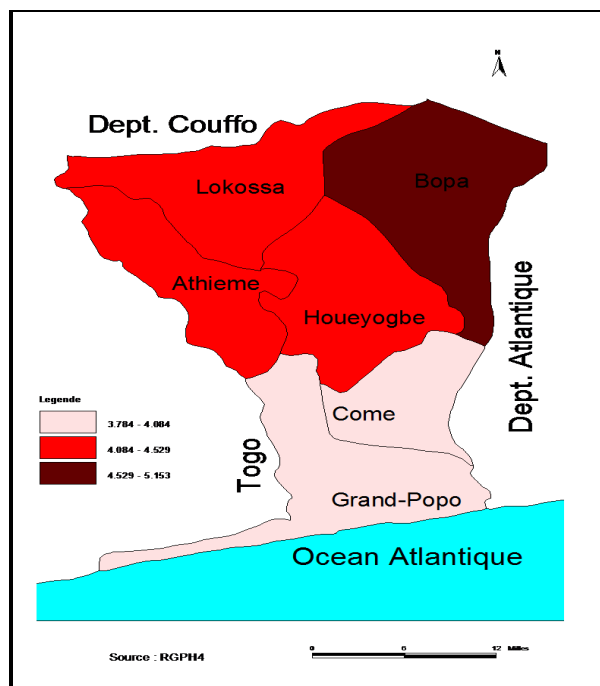 N
Dept. Couffo
Lokossa
Bopa
Athieme
Houeyogbe
Dept. Atlantique
Legende
3.784 - 4.084
4.084 - 4.529
4.529 - 5.153
Come
Togo
Grand-Popo
Ocean Atlantique
0 6 12 Miles
Source : RGPH4